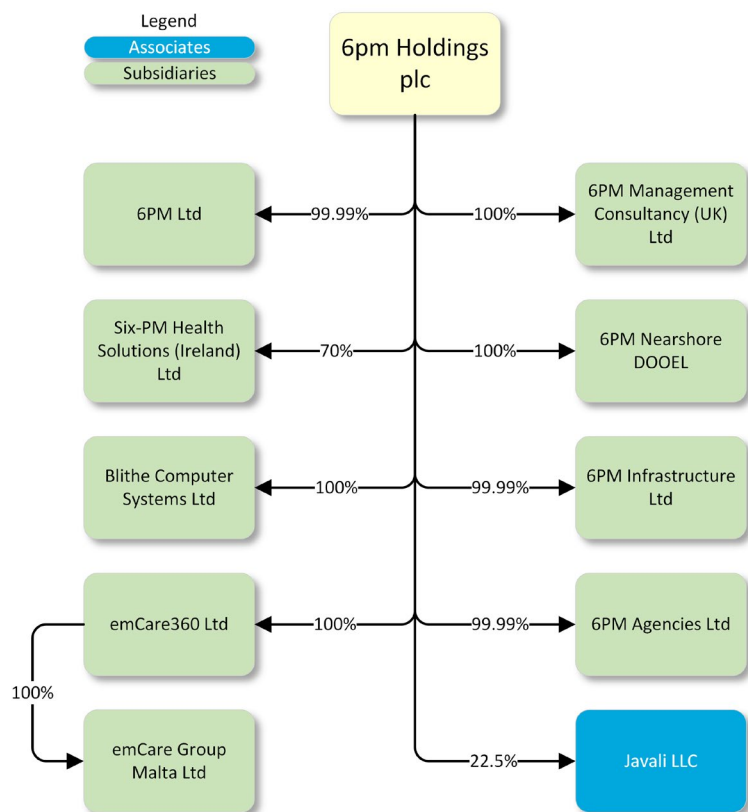 Legend
Associates
Subsidiaries
6pm Holdings
plc
6PM Ltd
99.99%
100%
6PM Management
Consultancy (UK)
Ltd
Six-PM Health
Solutions (Ireland)
Ltd
70%
100%
6PM Nearshore
DOOEL
Blithe Computer
Systems Ltd
100%
99.99%
6PM Infrastructure
Ltd
emCare360 Ltd
100%
99.99%
6PM Agencies Ltd
100%
emCare Group
Malta Ltd
22.5%
Javali LLC